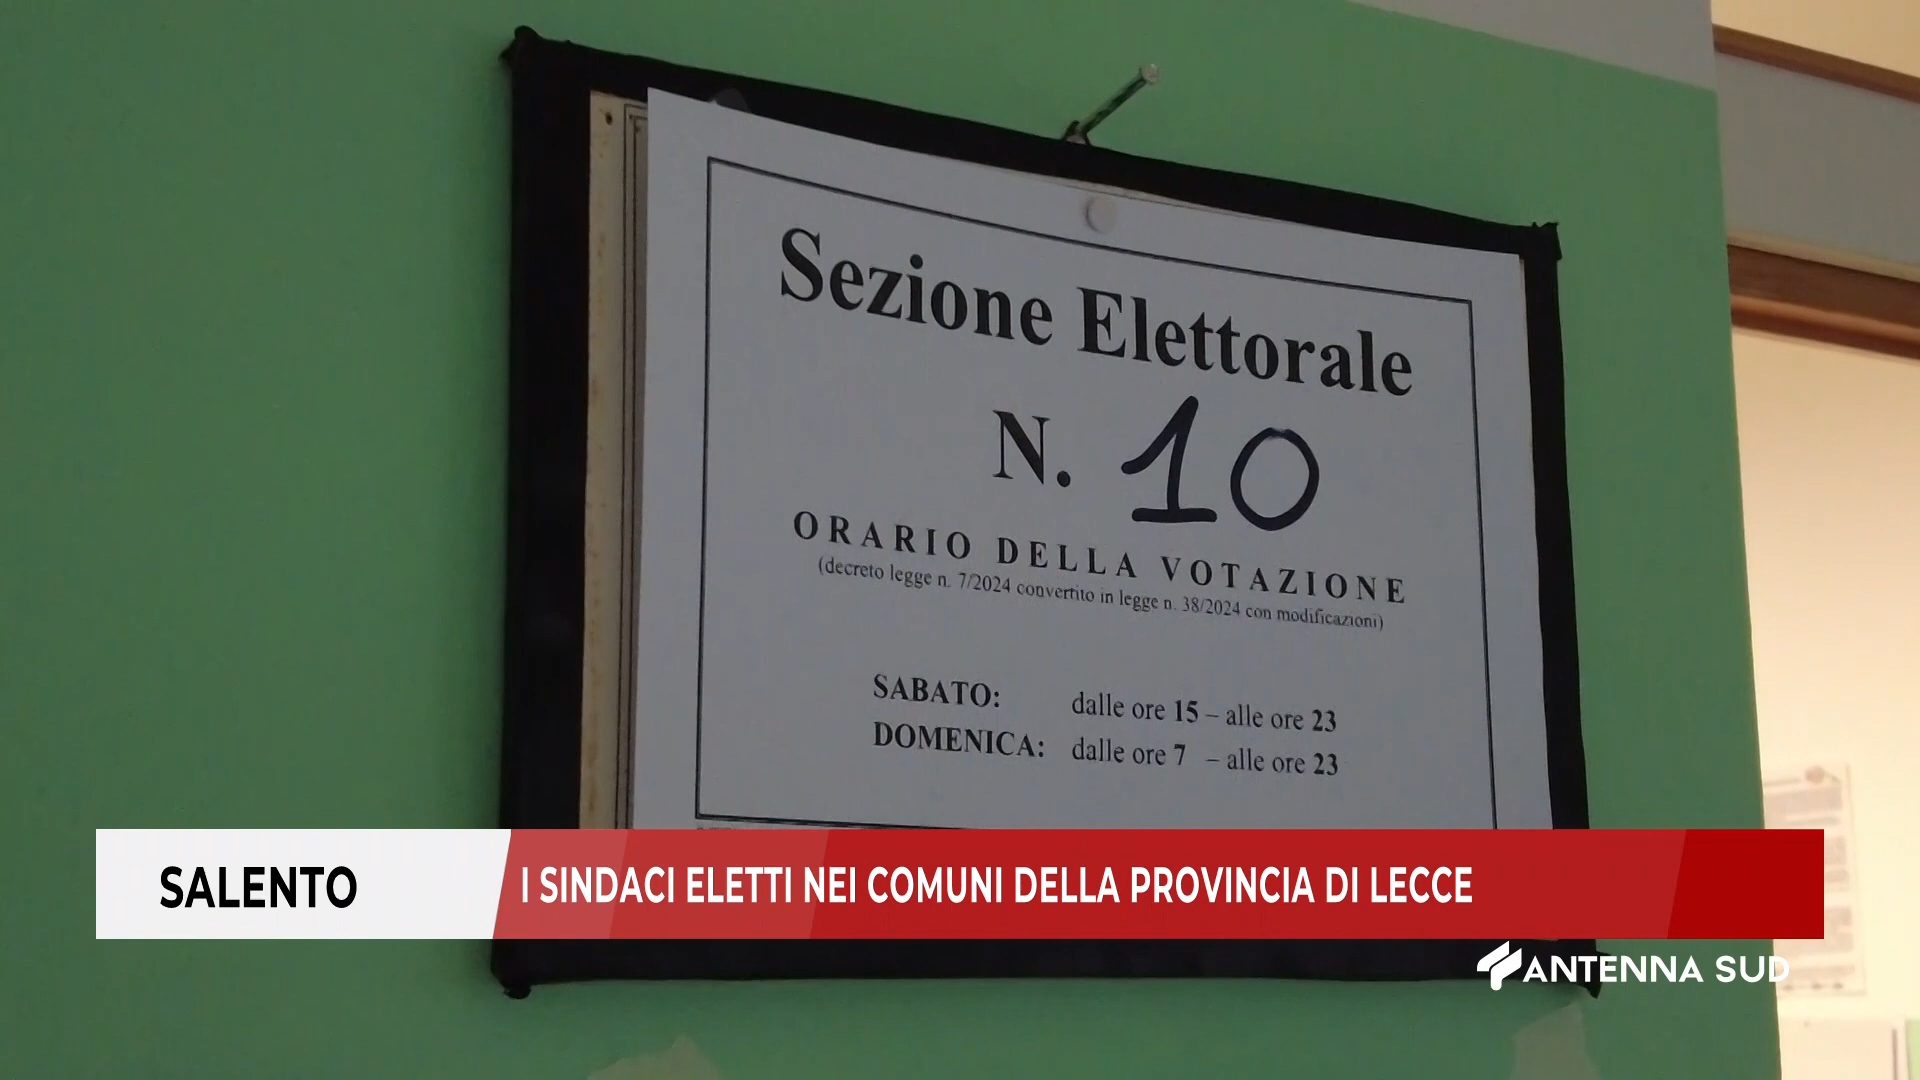 Sezione Elettorale
N. 10
ORARIO DELLA VOTAZIONE
(decreto legge n. 7/2024 convertito in legge n. 38/2024 con modificazioni)
SABATO: dalle ore 15 – alle ore 23
DOMENICA: dalle ore 7 – alle ore 23
SALENTO
I SINDACI ELETTI NEI COMUNI DELLA PROVINCIA DI LECCE
ANTENNA SUD